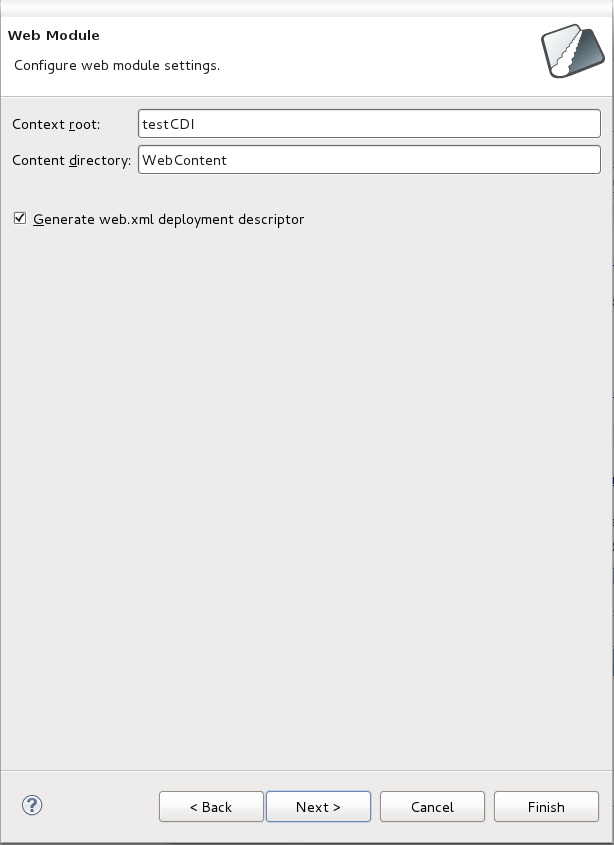 Web Module
Configure web module settings.
Context root: testCDI
Content directory: WebContent
Generate web.xml deployment descriptor
? < Back Next > Cancel Finish